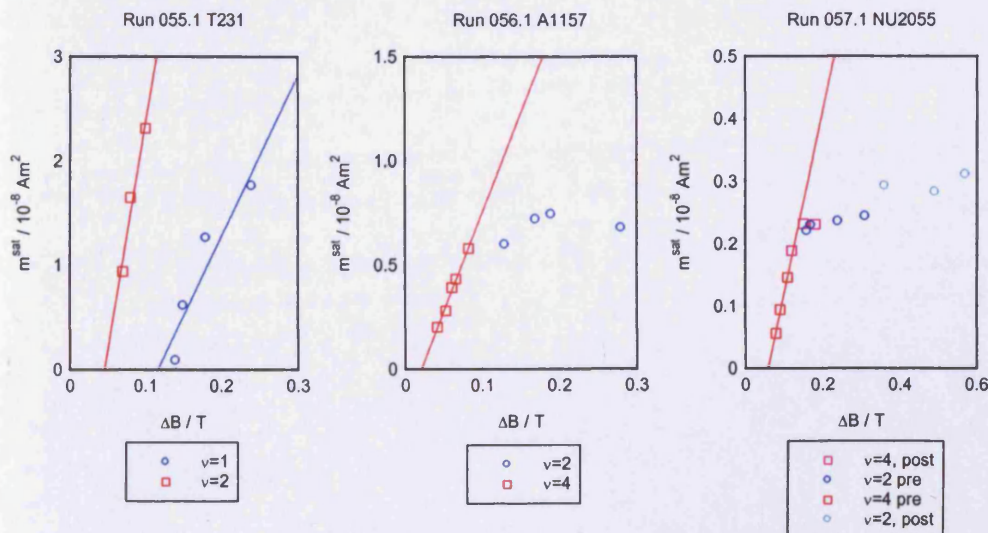 Run 055.1 T231
3
2
1
0
0
0.1
0.2
0.3
m^sat / 10^-8 Am^2
ΔB / T
ν=1
ν=2
Run 056.1 A1157
1.5
1.0
0.5
0
0
0.1
0.2
0.3
m^sat / 10^-8 Am^2
ΔB / T
ν=2
ν=4
Run 057.1 NU2055
0.5
0.4
0.3
0.2
0.1
0
0
0.2
0.4
0.6
m^sat / 10^-8 Am^2
ΔB / T
ν=4, post
ν=2 pre
ν=4 pre
ν=2, post